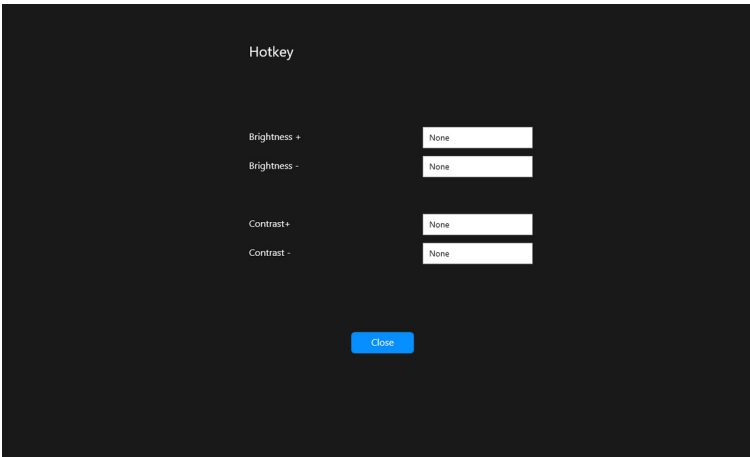 Hotkey
Brightness + None
Brightness - None
Contrast+ None
Contrast - None
Close